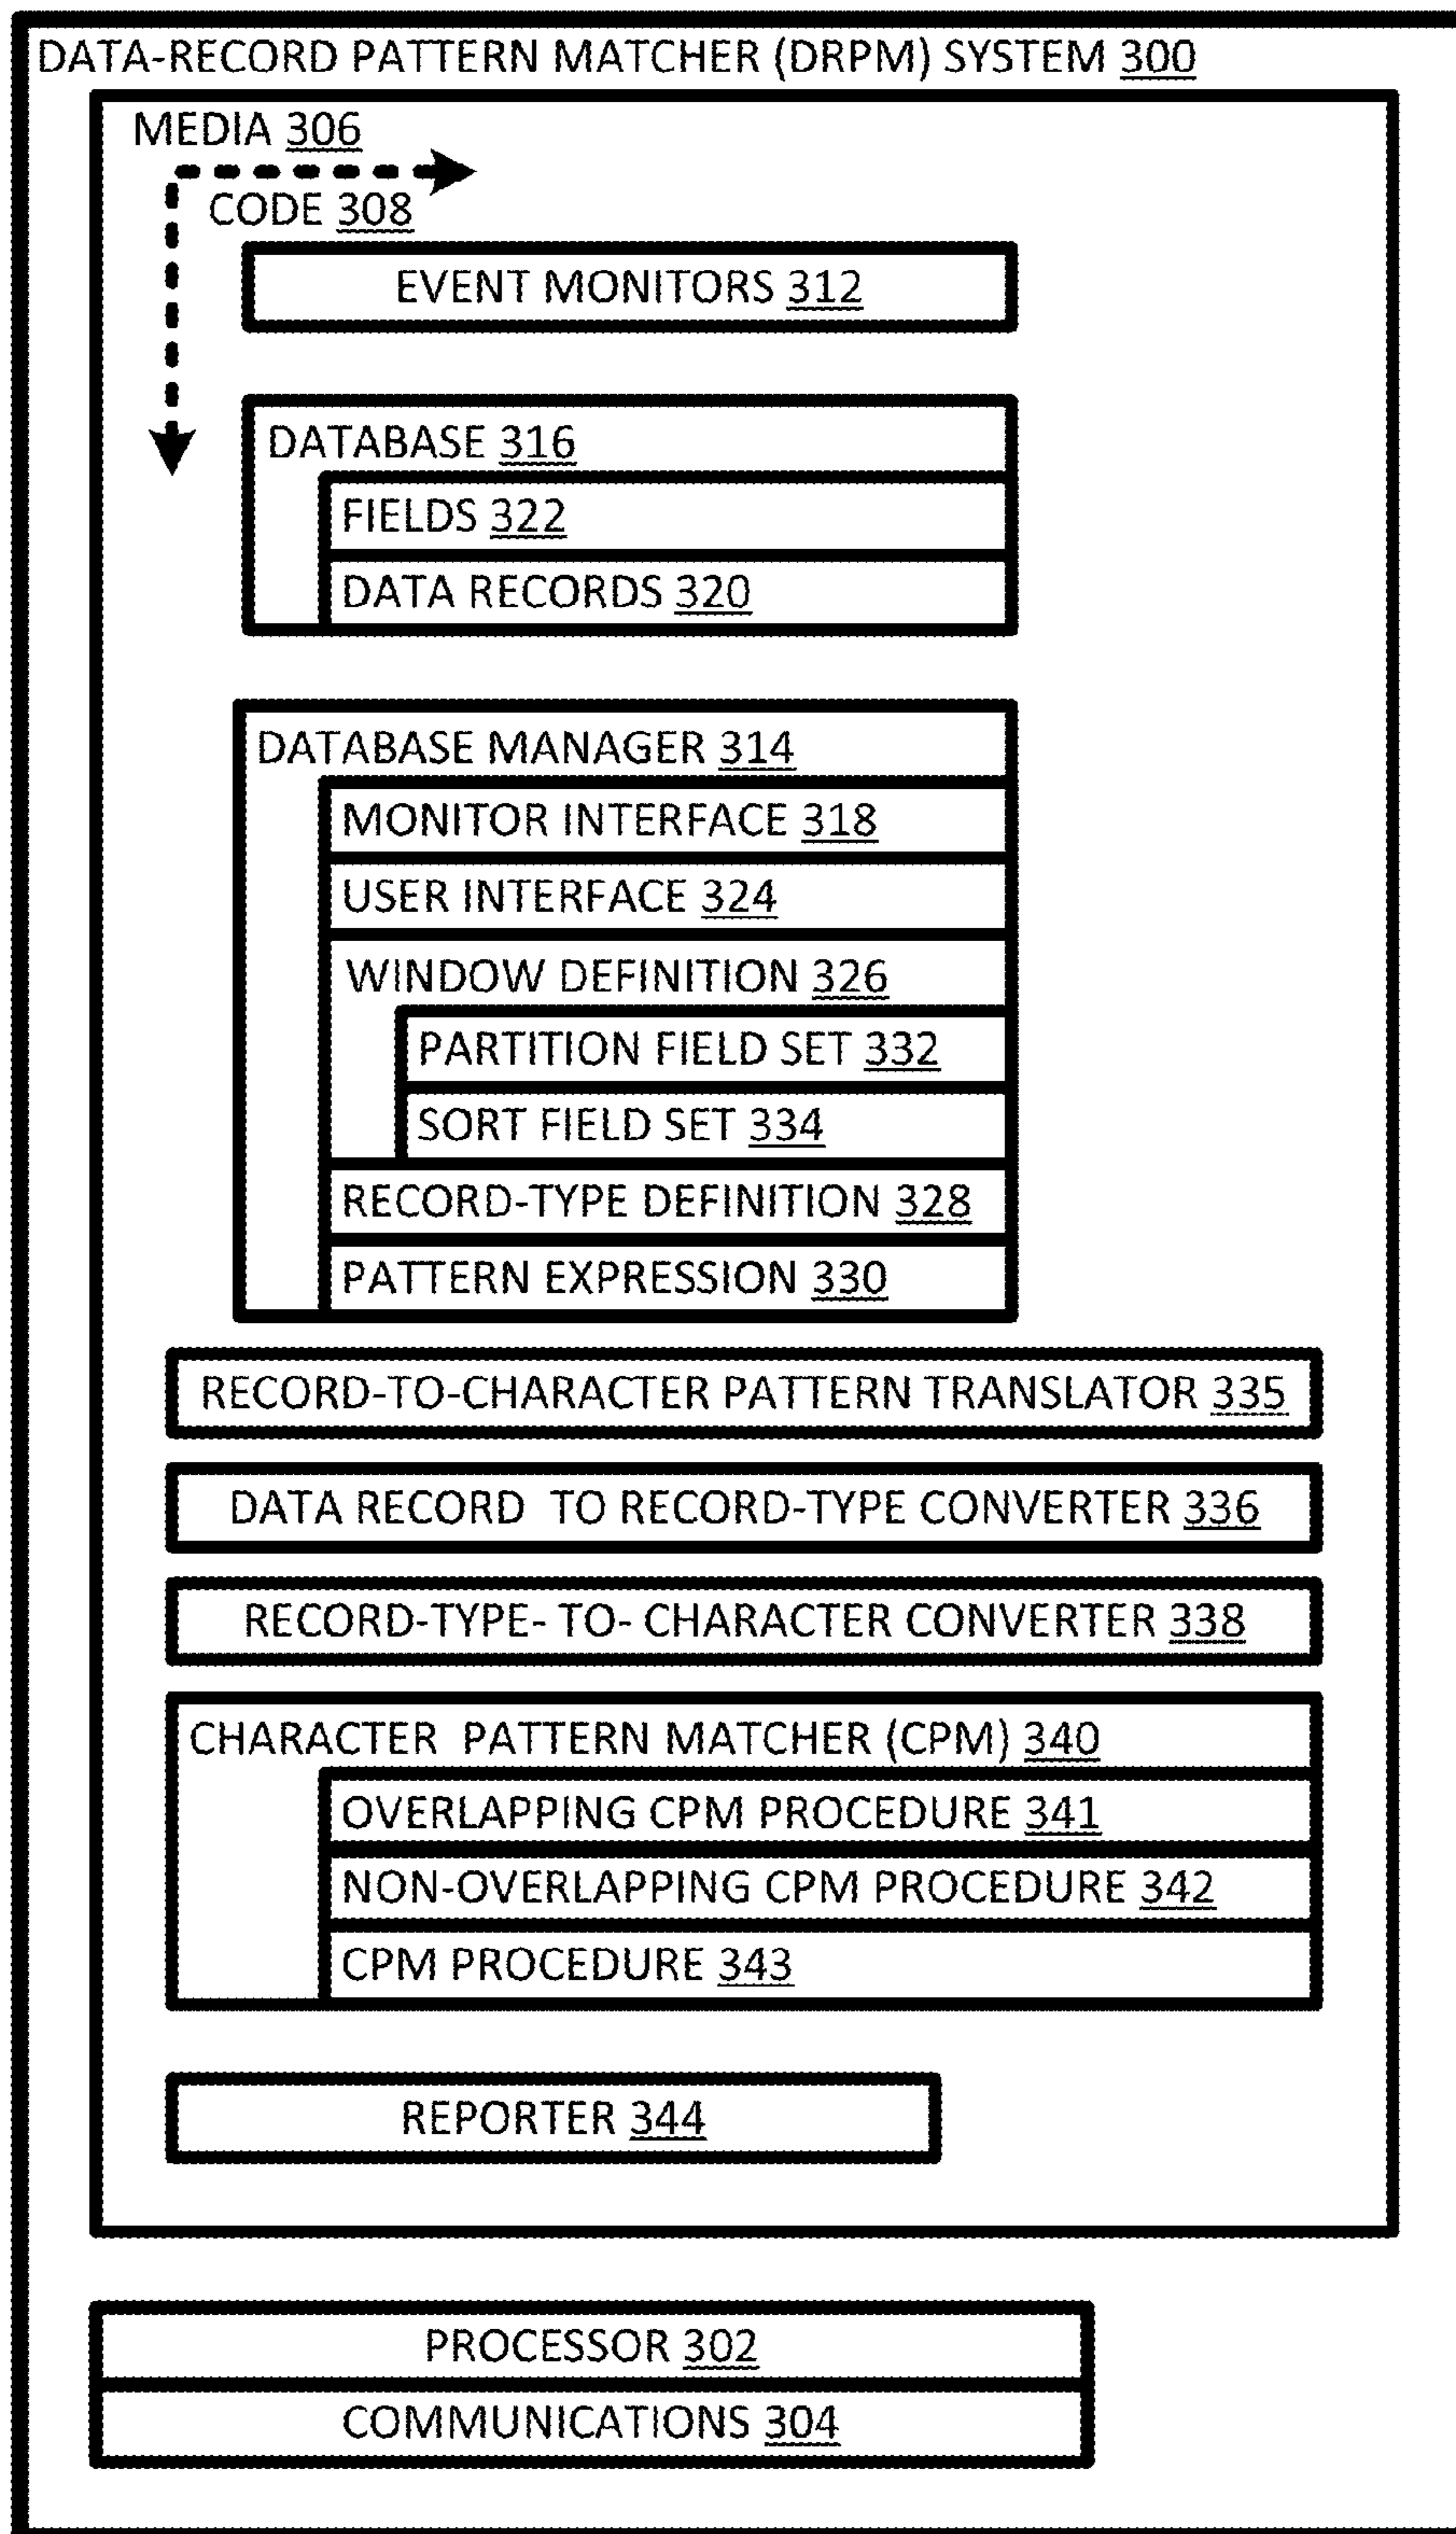 DATA-RECORD PATTERN MATCHER (DRPM) SYSTEM 300
MEDIA 306
CODE 308
EVENT MONITORS 312
DATABASE 316
FIELDS 322
DATA RECORDS 320
DATABASE MANAGER 314
MONITOR INTERFACE 318
USER INTERFACE 324
WINDOW DEFINITION 326
PARTITION FIELD SET 332
SORT FIELD SET 334
RECORD-TYPE DEFINITION 328
PATTERN EXPRESSION 330
RECORD-TO-CHARACTER PATTERN TRANSLATOR 335
DATA RECORD TO RECORD-TYPE CONVERTER 336
RECORD-TYPE- TO- CHARACTER CONVERTER 338
CHARACTER PATTERN MATCHER (CPM) 340
OVERLAPPING CPM PROCEDURE 341
NON-OVERLAPPING CPM PROCEDURE 342
CPM PROCEDURE 343
REPORTER 344
PROCESSOR 302
COMMUNICATIONS 304